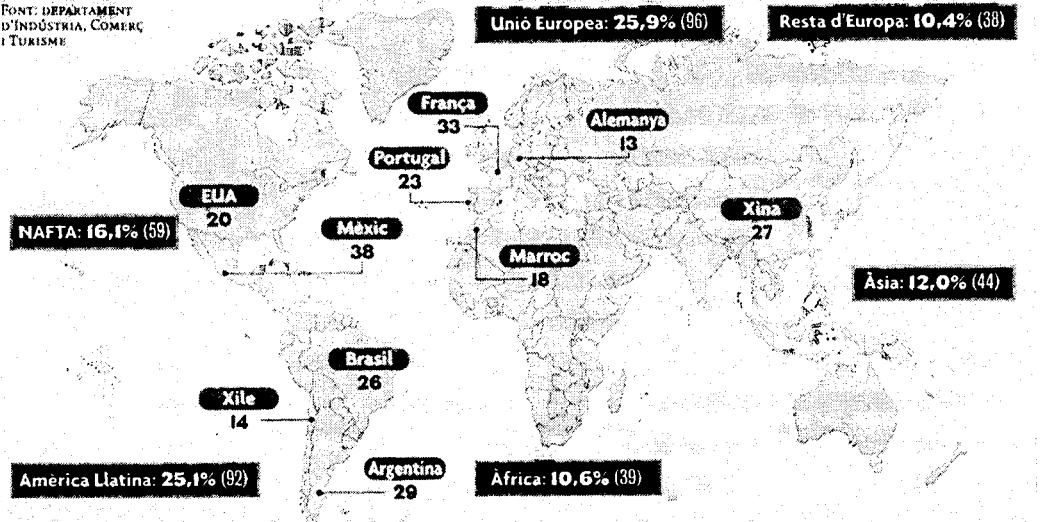 FONT: DEPARTAMENT
D'INDÚSTRIA, COMERÇ
I TURISME
Unió Europea: 25,9% (96)
Resta d'Europa: 10,4% (38)
França
33
Alemanya
13
Portugal
23
EUA
20
NAFTA: 16,1% (59)
Mèxic
38
Xina
27
Marroc
18
Àsia: 12,0% (44)
Brasil
26
Xile
14
Amèrica Llatina: 25,1% (92)
Argentina
29
Àfrica: 10,6% (39)